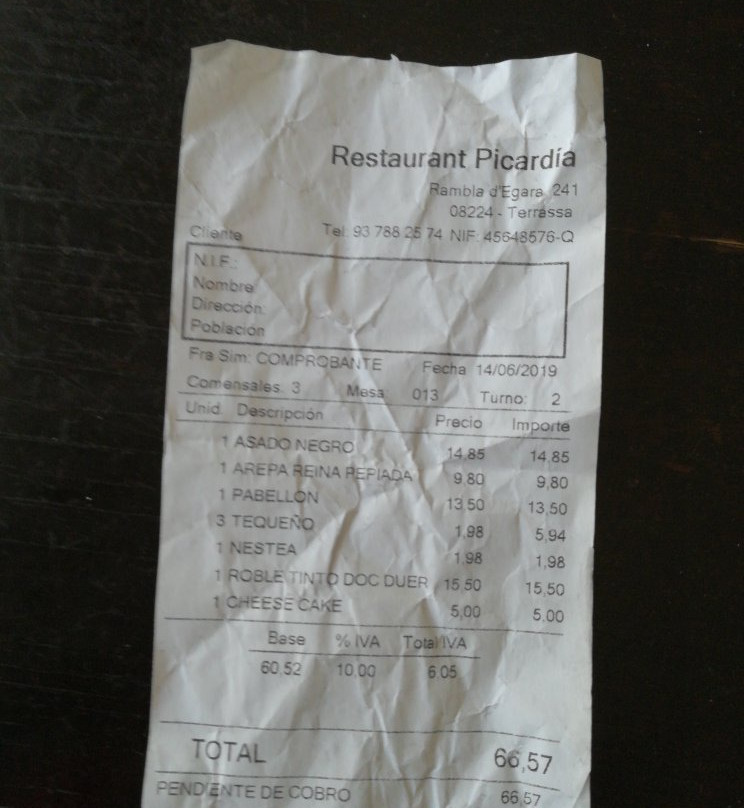 Restaurant Picardía
Rambla d'Egara 241
08224 - Terrassa
Cliente Tel: 93 788 25 74 NIF: 45648576-Q
N.I.F.:
Nombre
Dirección
Población
Fra Sim: COMPROBANTE Fecha 14/06/2019
Comensales: 3 Mesa: 013 Turno: 2
Unid. Descripción Precio Importe
1 ASADO NEGRO 14,85 14,85
1 AREPA REINA PEPIADA 9,80 9,80
1 PABELLON 13,50 13,50
3 TEQUEÑO 1,98 5,94
1 NESTEA 1,98 1,98
1 ROBLE TINTO DOC DUER 15,50 15,50
1 CHEESE CAKE 5,00 5,00
Base % IVA Total IVA
60,52 10,00 6,05
TOTAL 66,57
PENDIENTE DE COBRO 66,57